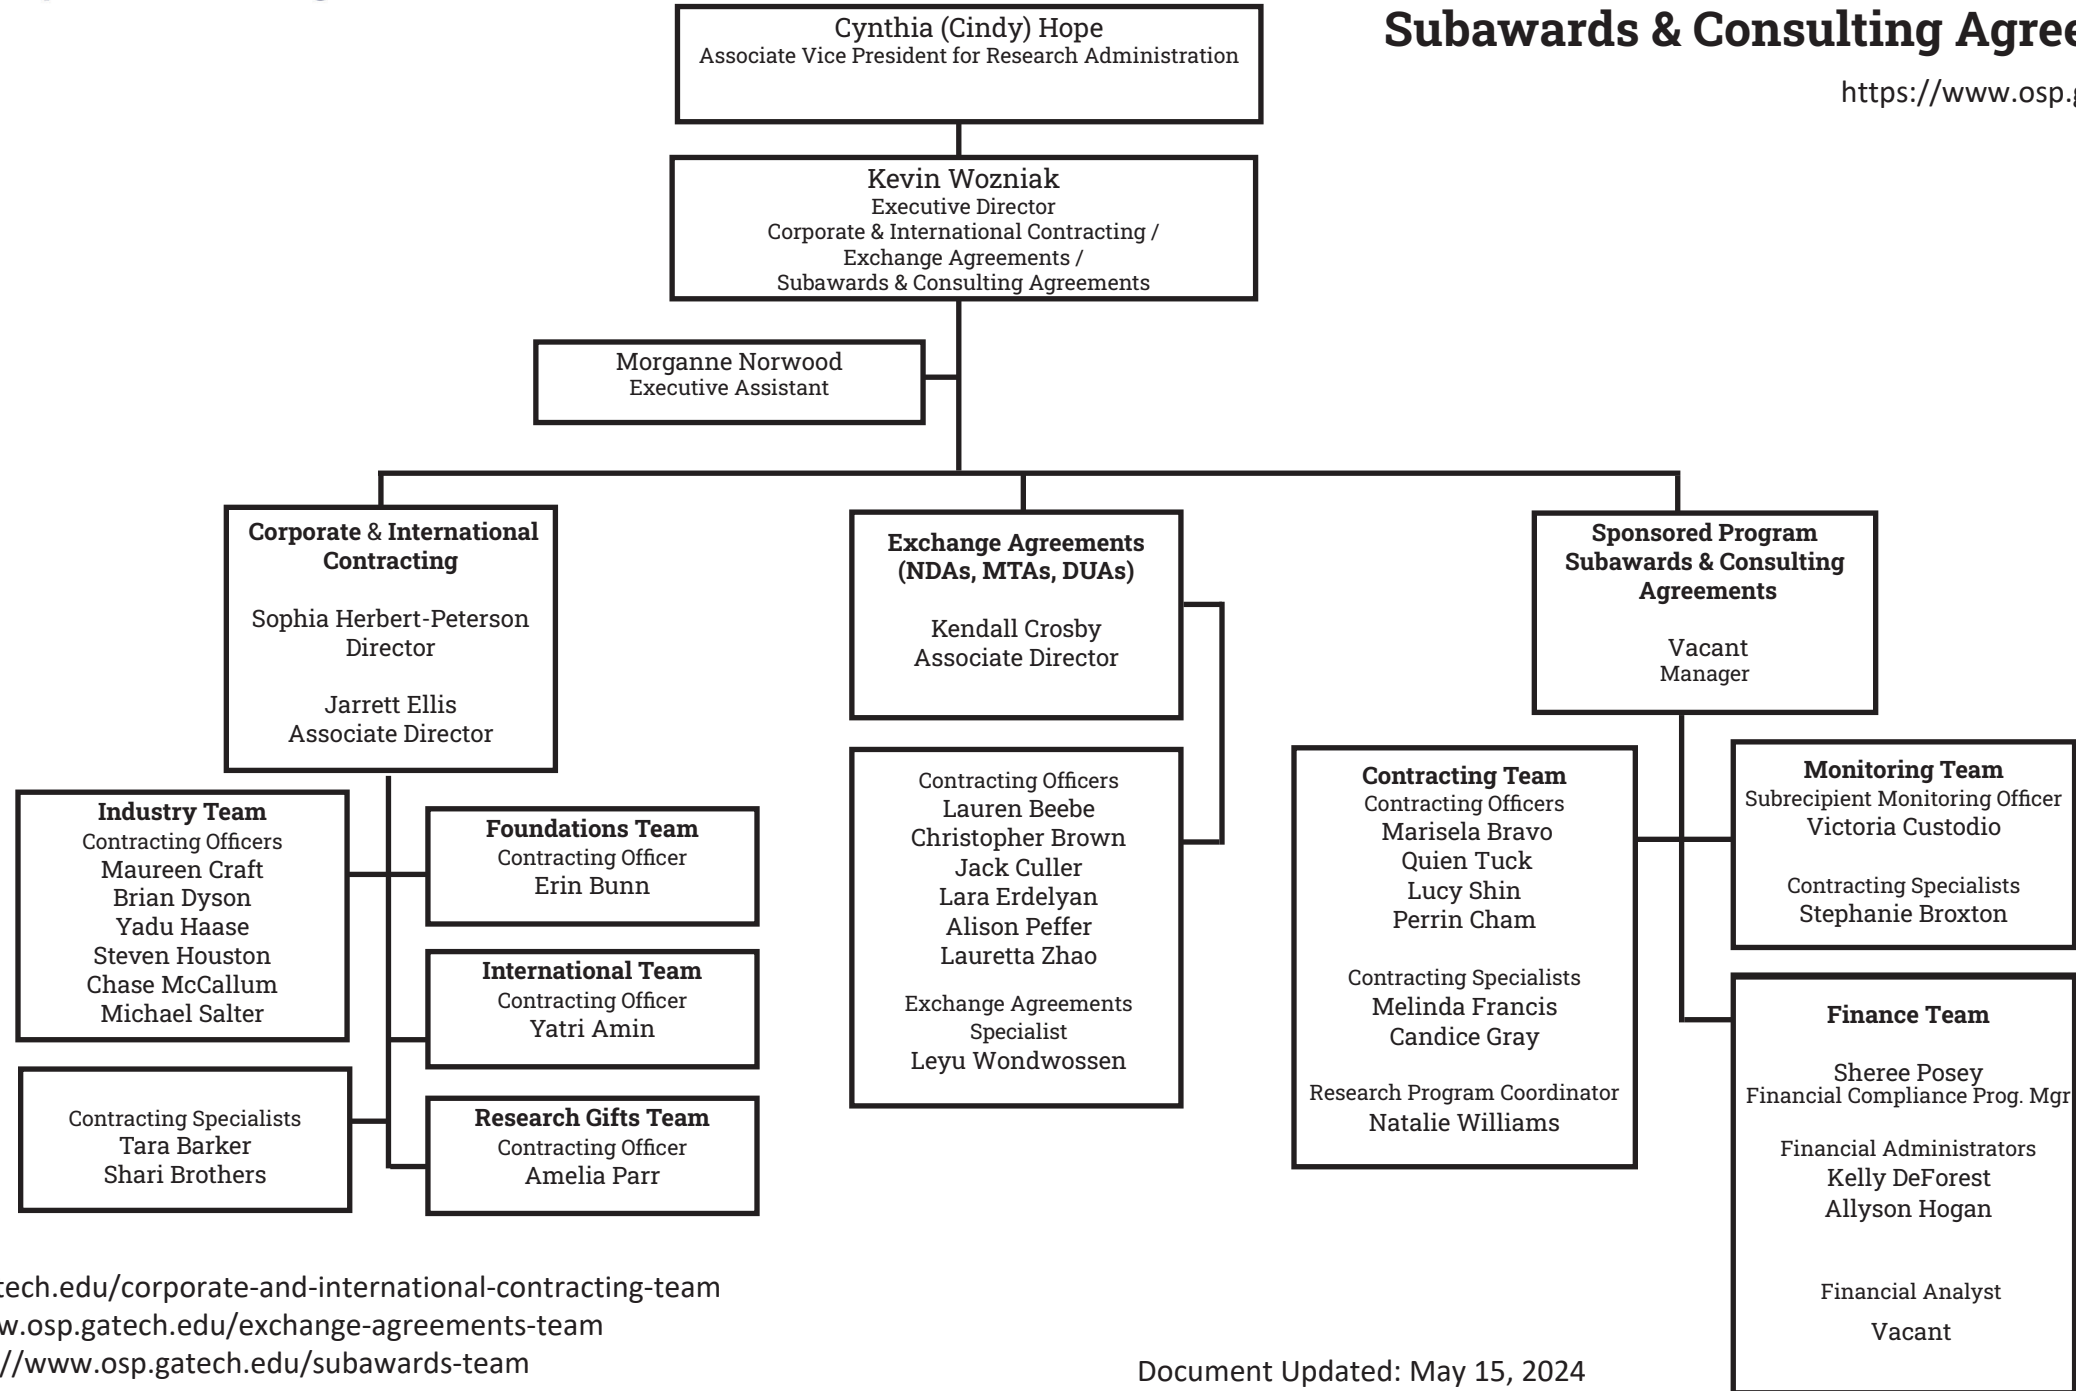 Subawards & Consulting Agree
https://www.osp.g
Cynthia (Cindy) Hope
Associate Vice President for Research Administration
Kevin Wozniak
Executive Director
Corporate & International Contracting /
Exchange Agreements /
Subawards & Consulting Agreements
Morganne Norwood
Executive Assistant
Corporate & International
Contracting
Sophia Herbert-Peterson
Director
Jarrett Ellis
Associate Director
Industry Team
Contracting Officers
Maureen Craft
Brian Dyson
Yadu Haase
Steven Houston
Chase McCallum
Michael Salter
Contracting Specialists
Tara Barker
Shari Brothers
Foundations Team
Contracting Officer
Erin Bunn
International Team
Contracting Officer
Yatri Amin
Research Gifts Team
Contracting Officer
Amelia Parr
Exchange Agreements
(NDAs, MTAs, DUAs)
Kendall Crosby
Associate Director
Contracting Officers
Lauren Beebe
Christopher Brown
Jack Culler
Lara Erdelyan
Alison Peffer
Lauretta Zhao
Exchange Agreements
Specialist
Leyu Wondwossen
Sponsored Program
Subawards & Consulting
Agreements
Vacant
Manager
Contracting Team
Contracting Officers
Marisela Bravo
Quien Tuck
Lucy Shin
Perrin Cham
Contracting Specialists
Melinda Francis
Candice Gray
Research Program Coordinator
Natalie Williams
Monitoring Team
Subrecipient Monitoring Officer
Victoria Custodio
Contracting Specialists
Stephanie Broxton
Finance Team
Sheree Posey
Financial Compliance Prog. Mgr
Financial Administrators
Kelly DeForest
Allyson Hogan
Financial Analyst
Vacant
tech.edu/corporate-and-international-contracting-team
w.osp.gatech.edu/exchange-agreements-team
//www.osp.gatech.edu/subawards-team
Document Updated: May 15, 2024